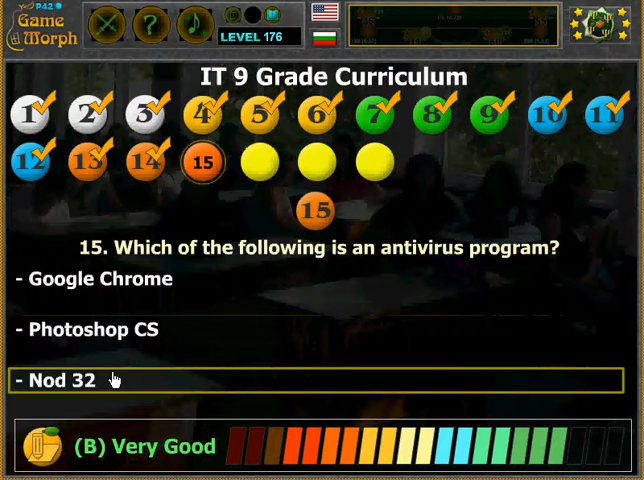 P42
Game
Morph
LEVEL 176
IT 9 Grade Curriculum
1 2 3 4 5 6 7 8 9 10 11
12 13 14 15
15
15. Which of the following is an antivirus program?
- Google Chrome
- Photoshop CS
- Nod 32
(B) Very Good